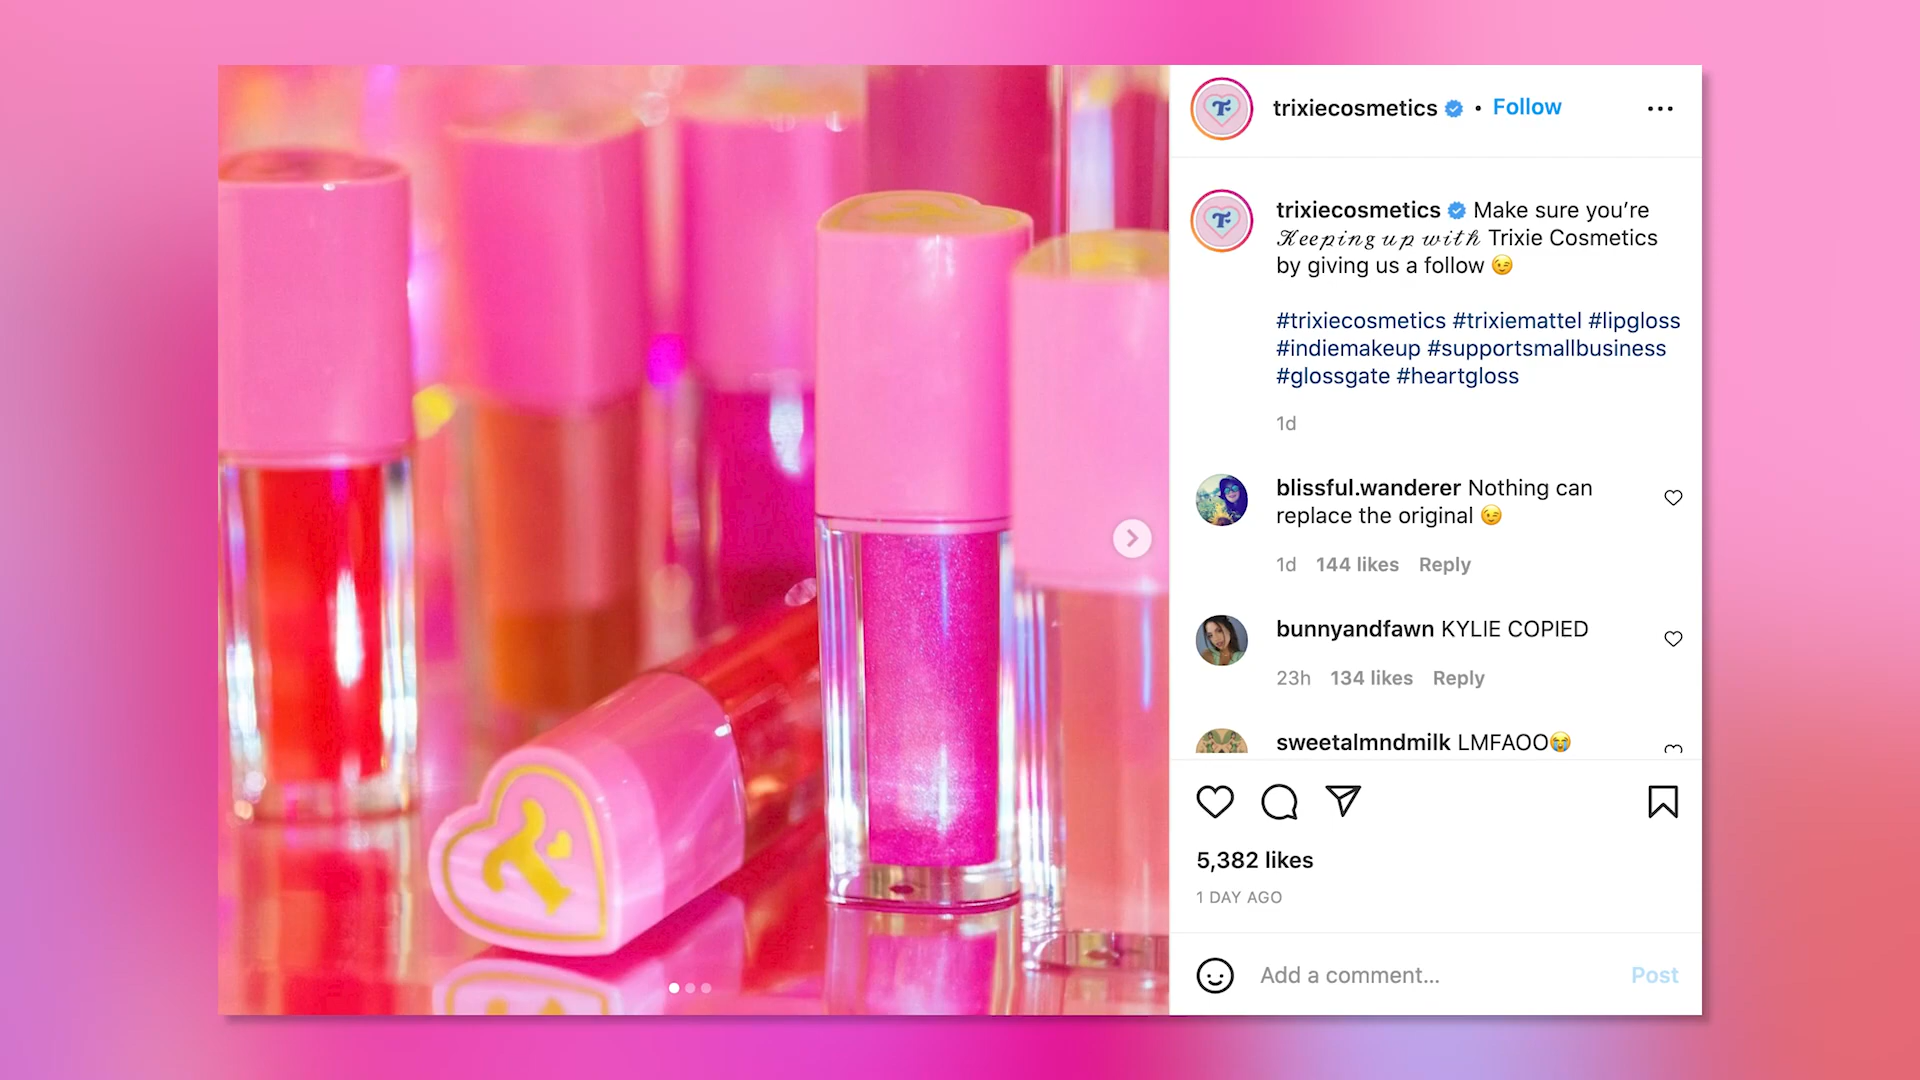 trixiecosmetics • Follow
trixiecosmetics Make sure you’re
𝒦𝑒𝑒𝓅𝒾𝓃𝑔 𝓊𝓅 𝓌𝒾𝓉𝒽 Trixie Cosmetics
by giving us a follow 😉
#trixiecosmetics #trixiemattel #lipgloss
#indiemakeup #supportsmallbusiness
#glossgate #heartgloss
1d
blissful.wanderer Nothing can
replace the original 😉
1d 144 likes Reply
bunnyandfawn KYLIE COPIED
23h 134 likes Reply
sweetalmndmilk LMFAOO😭
5,382 likes
1 DAY AGO
Add a comment...
Post
T